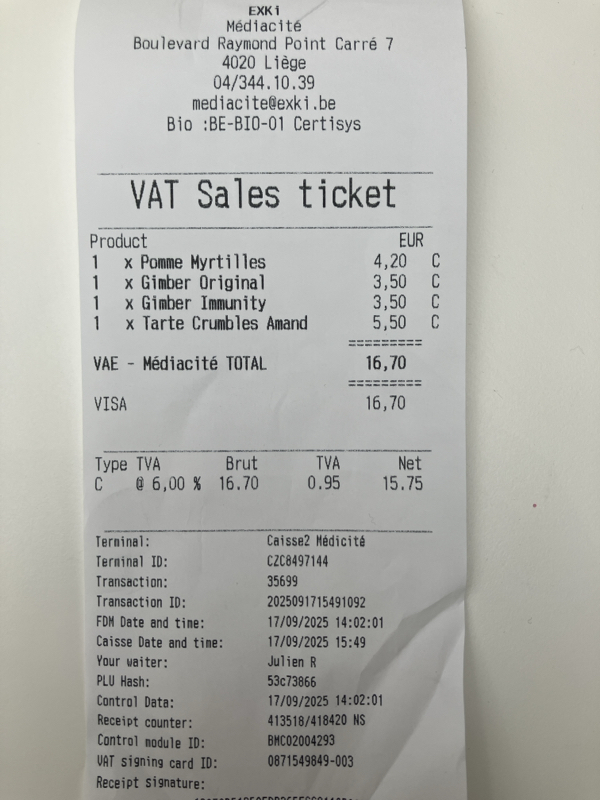 EXKi
Médiacité
Boulevard Raymond Point Carré 7
4020 Liège
04/344.10.39
mediacite@exki.be
Bio :BE-BIO-01 Certisys
VAT Sales ticket
Product EUR
1 x Pomme Myrtilles 4,20 C
1 x Gimber Original 3,50 C
1 x Gimber Immunity 3,50 C
1 x Tarte Crumbles Amand 5,50 C
=========
VAE - Médiacité TOTAL 16,70
=========
VISA 16,70
Type TVA Brut TVA Net
C @ 6,00 % 16.70 0.95 15.75
Terminal: Caisse2 Médicité
Terminal ID: CZC8497144
Transaction: 35699
Transaction ID: 2025091715491092
FDM Date and time: 17/09/2025 14:02:01
Caisse Date and time: 17/09/2025 15:49
Your waiter: Julien R
PLU Hash: 53c73866
Control Data: 17/09/2025 14:02:01
Receipt counter: 413518/418420 NS
Control module ID: BMC02004293
VAT signing card ID: 0871549849-003
Receipt signature: